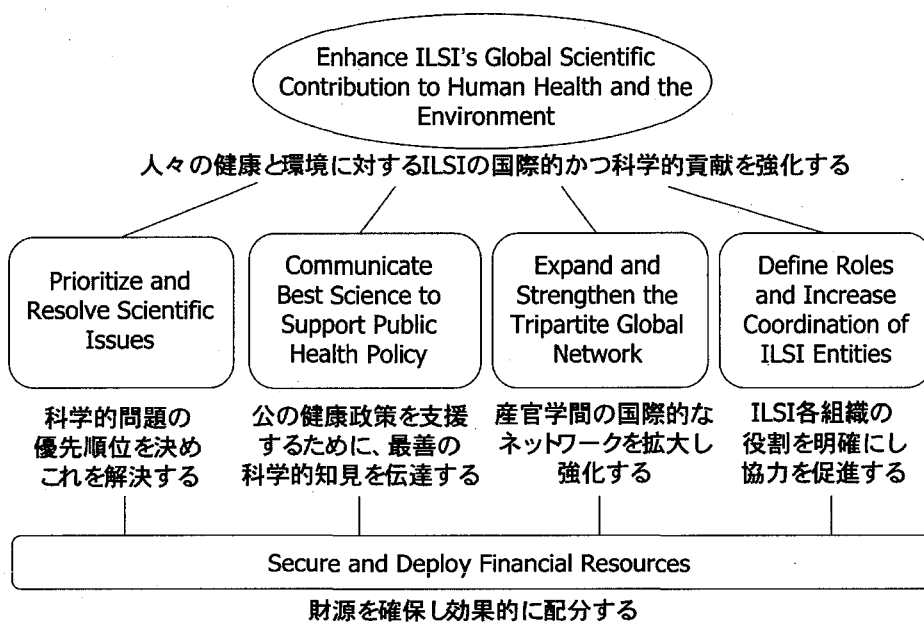 Enhance ILSI's Global Scientific
Contribution to Human Health and the
Environment
人々の健康と環境に対するILSIの国際的かつ科学的貢献を強化する
Prioritize and
Resolve Scientific
Issues
Communicate
Best Science to
Support Public
Health Policy
Expand and
Strengthen the
Tripartite Global
Network
Define Roles
and Increase
Coordination of
ILSI Entities
科学的問題の
優先順位を決め
これを解決する
公の健康政策を支援
するために、最善の
科学的知見を伝達する
産官学間の国際的な
ネットワークを拡大し
強化する
ILSI各組織の
役割を明確にし
協力を促進する
Secure and Deploy Financial Resources
財源を確保し効果的に配分する